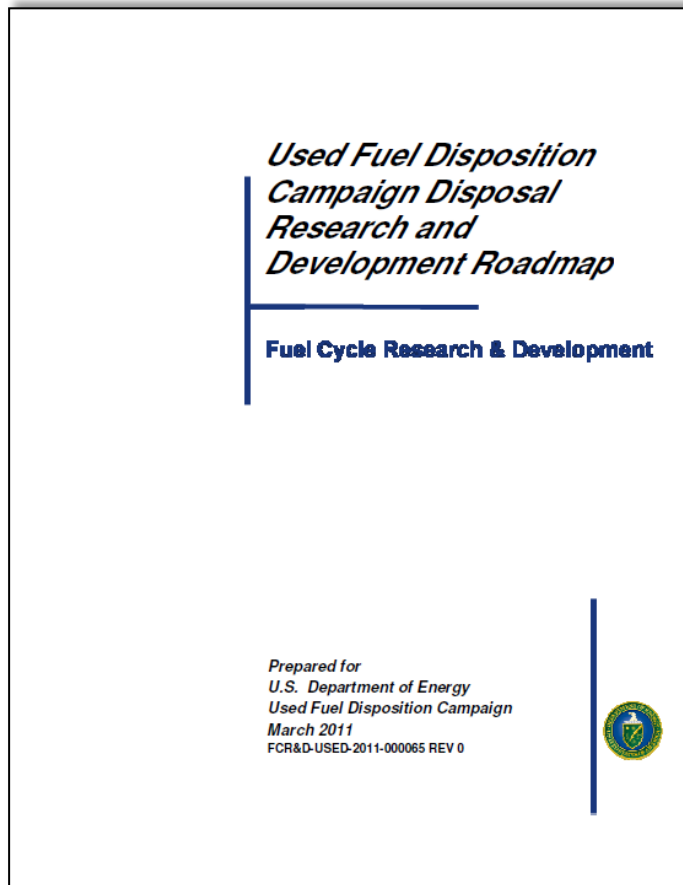 Used Fuel Disposition
Campaign Disposal
Research and
Development Roadmap
Fuel Cycle Research & Development
Prepared for
U.S. Department of Energy
Used Fuel Disposition Campaign
March 2011
FCR&D-USED-2011-000065 REV 0